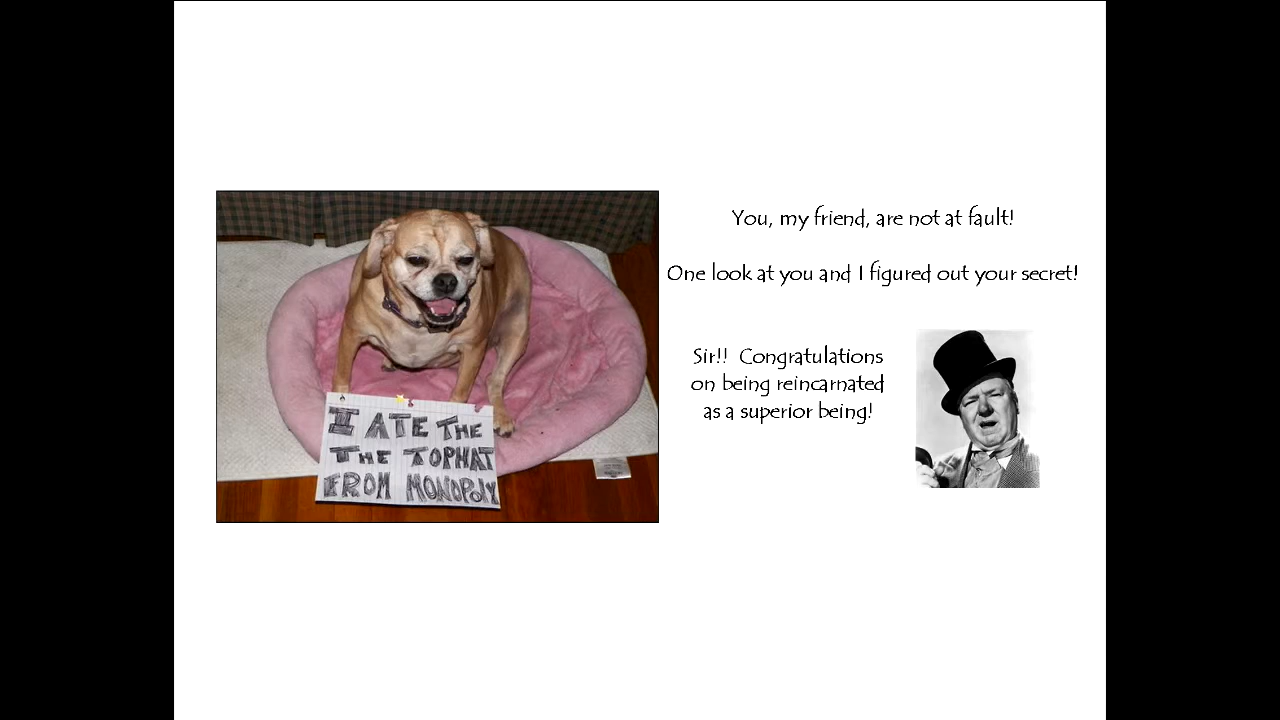 You, my friend, are not at fault!
One look at you and I figured out your secret!
Sir!! Congratulations
on being reincarnated
as a superior being!
I ATE THE
THE TOPHAT
FROM MONOPOLY